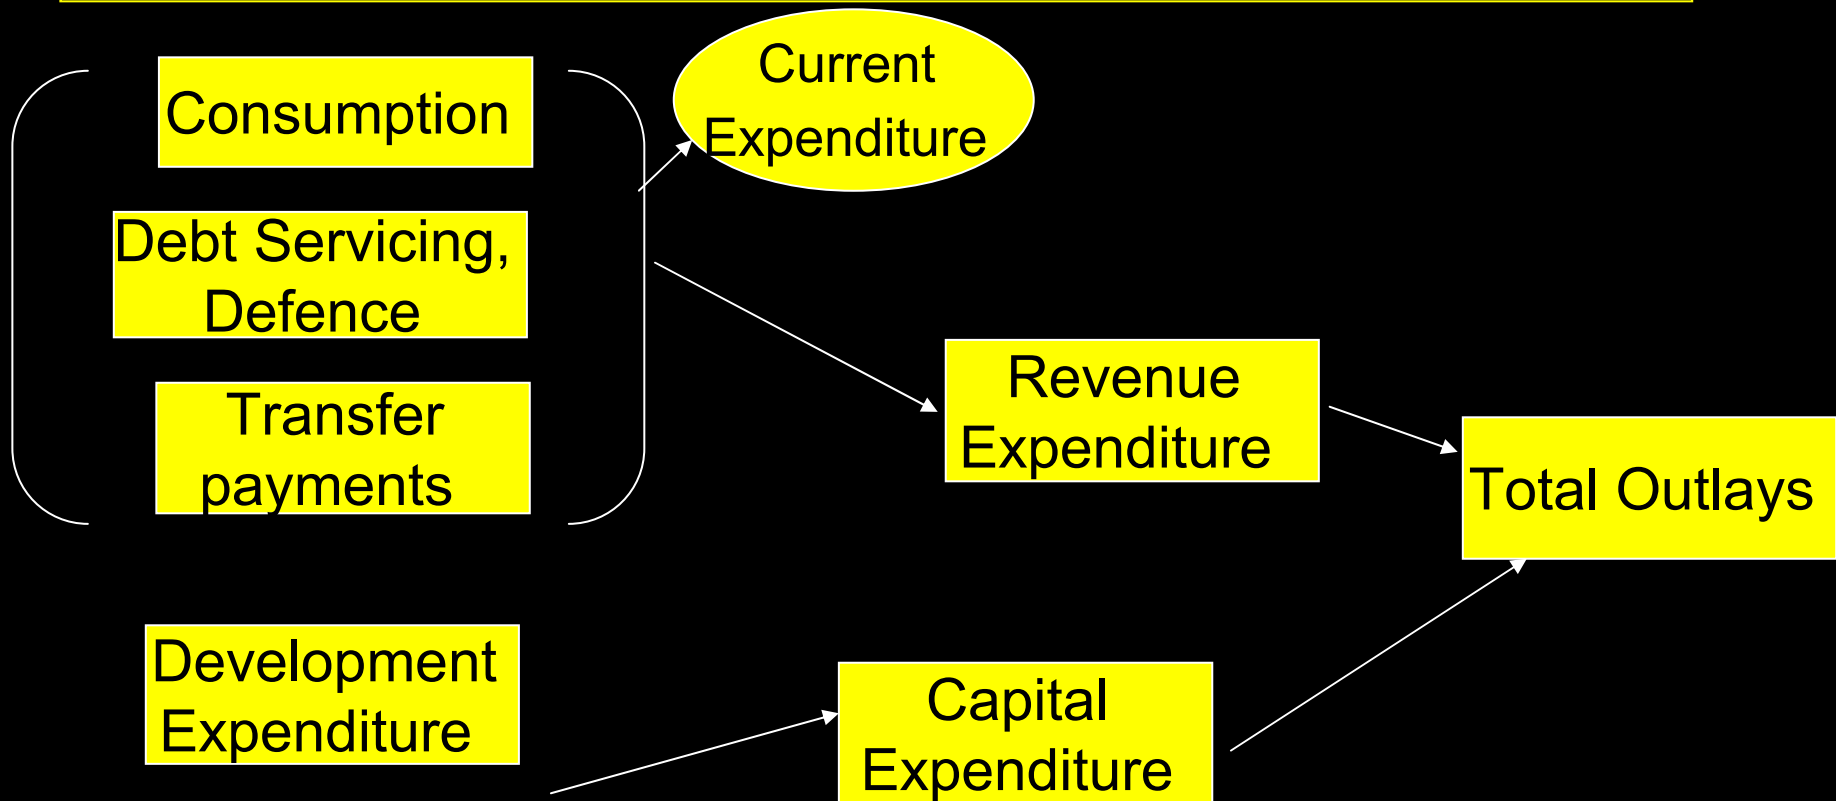 Current
Expenditure
Consumption
Debt Servicing,
Defence
Transfer
payments
Revenue
Expenditure
Total Outlays
Development
Expenditure
Capital
Expenditure